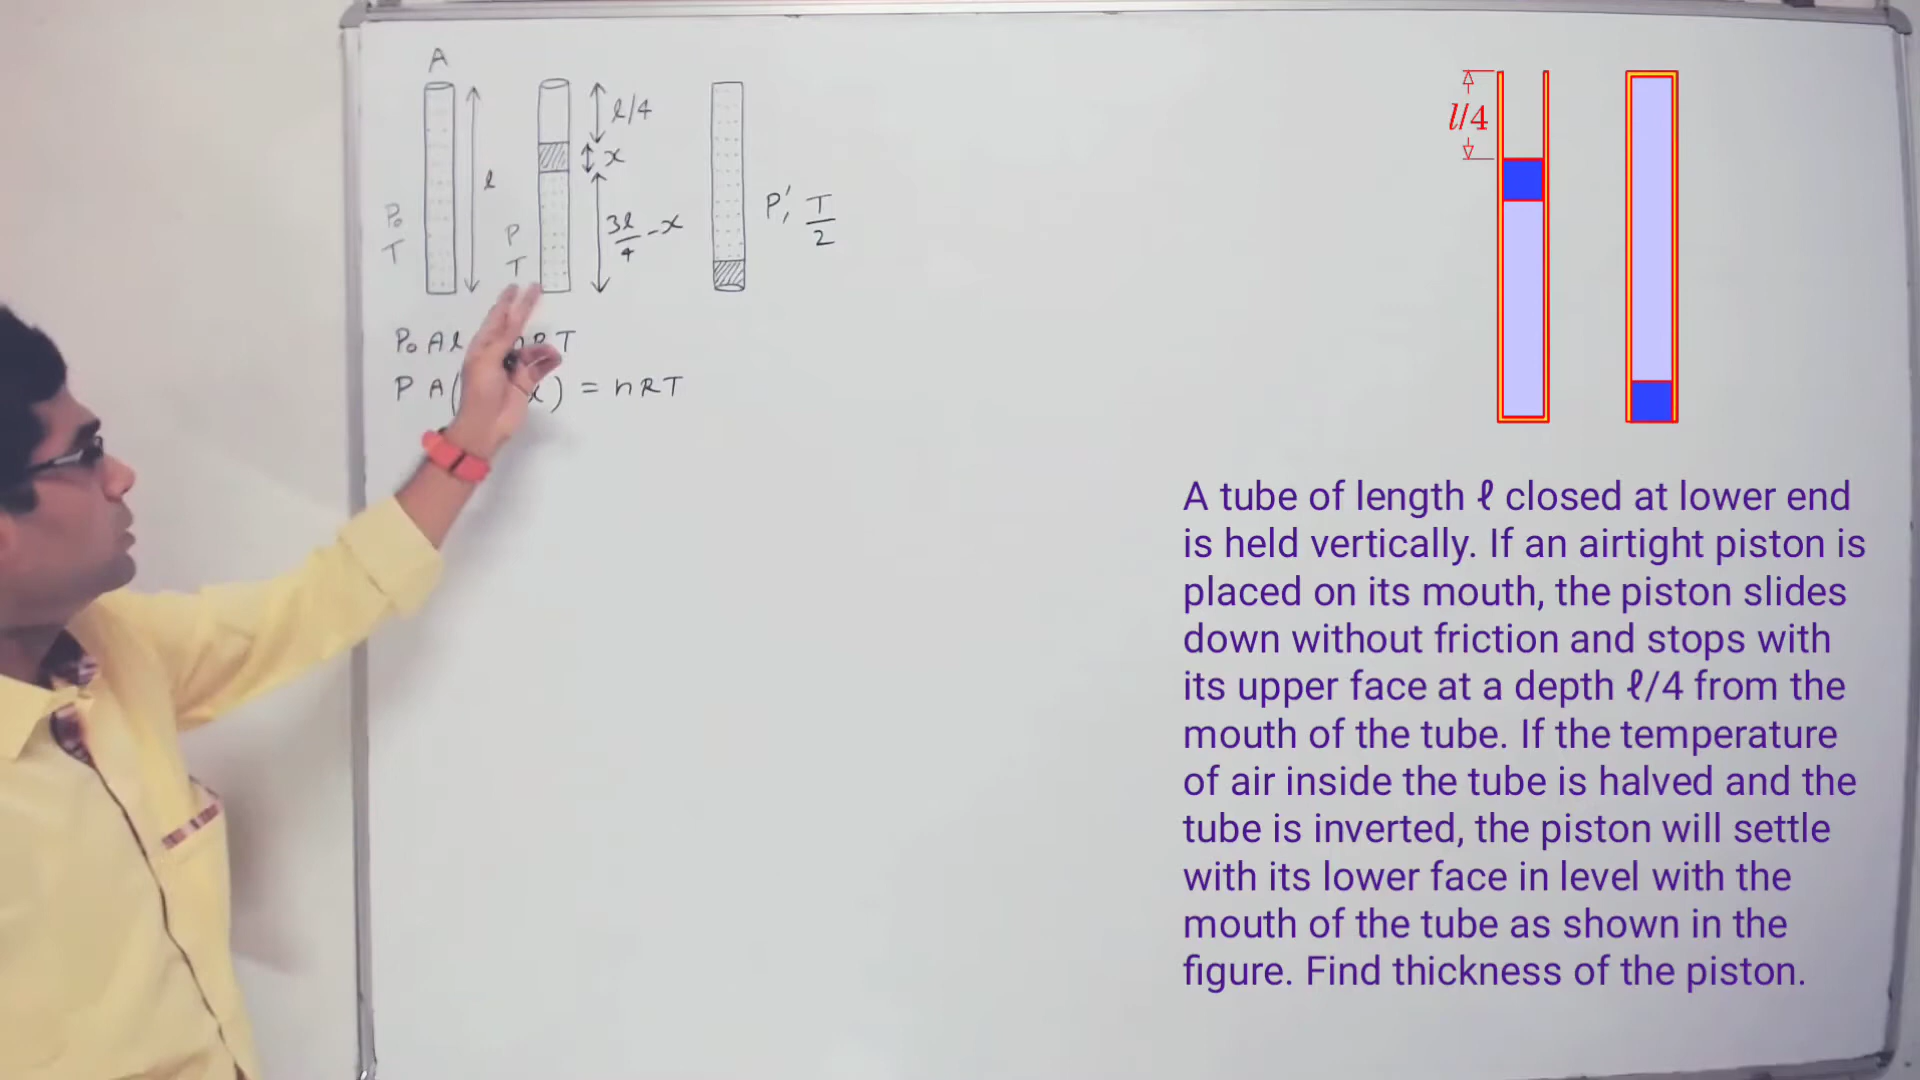 A
P₀
T
l
P
T
l/4
x
3l/4 - x
P', T/2
P₀ A l
n R T
P A (
) = n R T
l/4
A tube of length ℓ closed at lower end
is held vertically. If an airtight piston is
placed on its mouth, the piston slides
down without friction and stops with
its upper face at a depth ℓ/4 from the
mouth of the tube. If the temperature
of air inside the tube is halved and the
tube is inverted, the piston will settle
with its lower face in level with the
mouth of the tube as shown in the
figure. Find thickness of the piston.